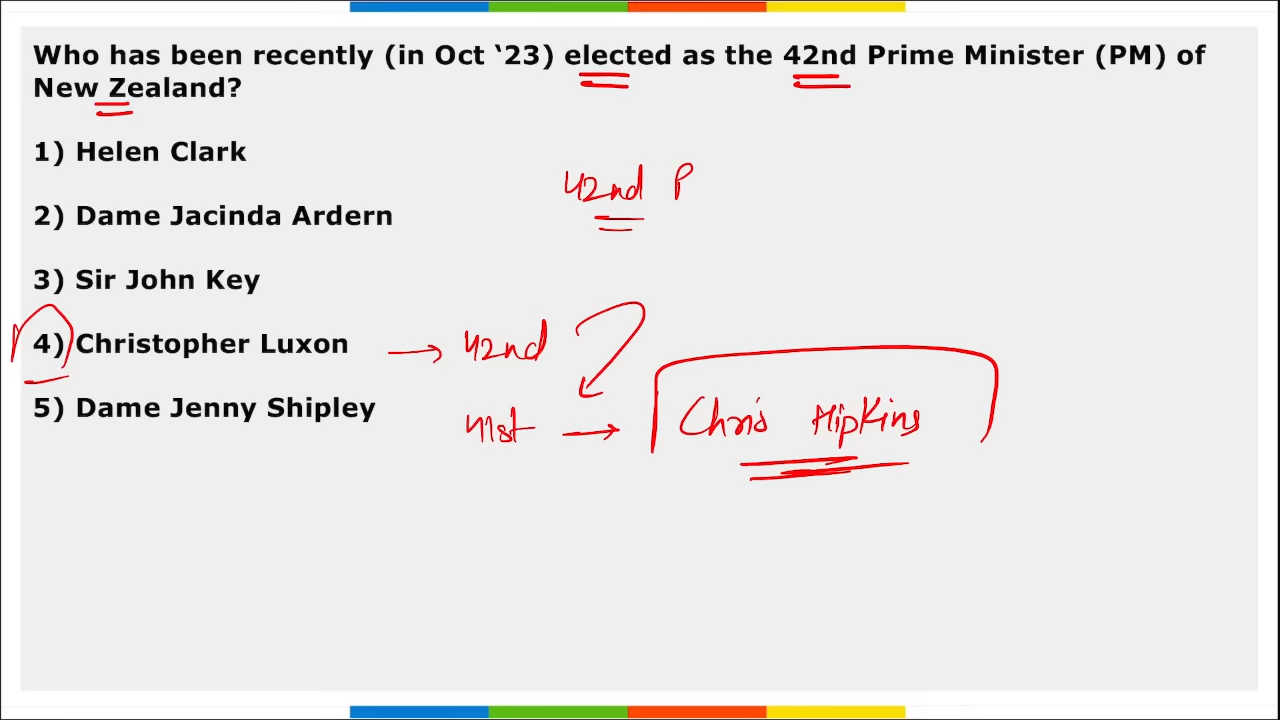 Who has been recently (in Oct ‘23) elected as the 42nd Prime Minister (PM) of
New Zealand?
1) Helen Clark
42nd P
2) Dame Jacinda Ardern
3) Sir John Key
4) Christopher Luxon → 42nd
5) Dame Jenny Shipley
41st → Chris Hipkins